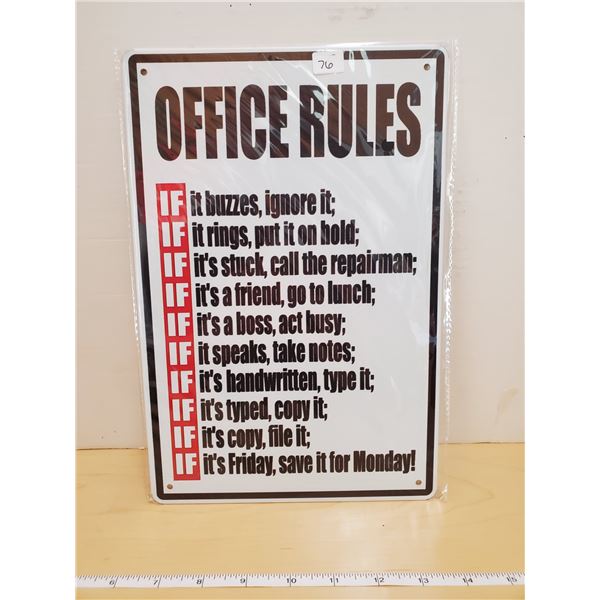 76
OFFICE RULES
IF it buzzes, ignore it;
IF it rings, put it on hold;
IF it's stuck, call the repairman;
IF it's a friend, go to lunch;
IF it's a boss, act busy;
IF it speaks, take notes;
IF it's handwritten, type it;
IF it's typed, copy it;
IF it's copy, file it;
IF it's Friday, save it for Monday!
6 7 8 9 10 11 12 13 14 15